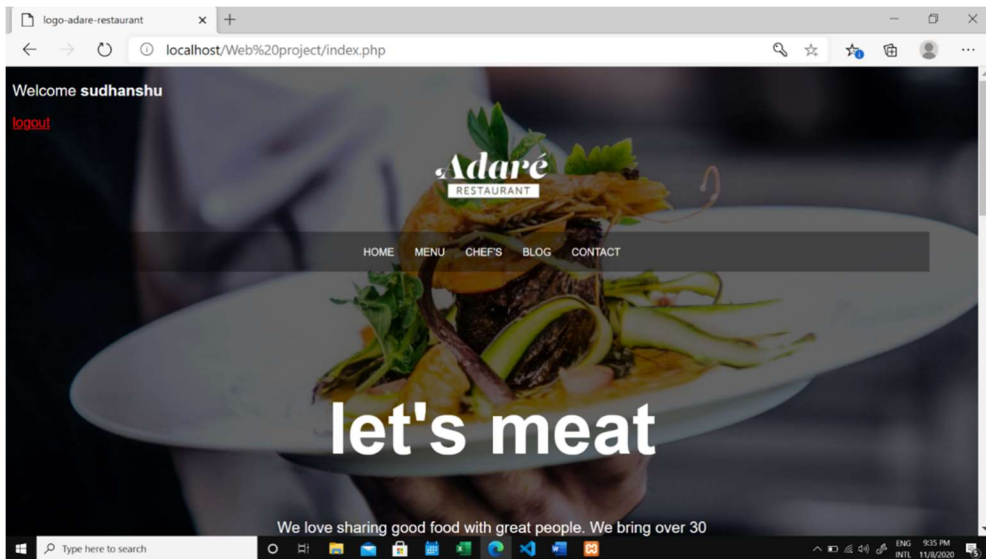 logo-adare-restaurant
localhost/Web%20project/index.php
Welcome sudhanshu
logout
Adaré
RESTAURANT
HOME MENU CHEF'S BLOG CONTACT
let's meat
We love sharing good food with great people. We bring over 30
Type here to search
ENG 9:35 PM
INTL 11/8/2020